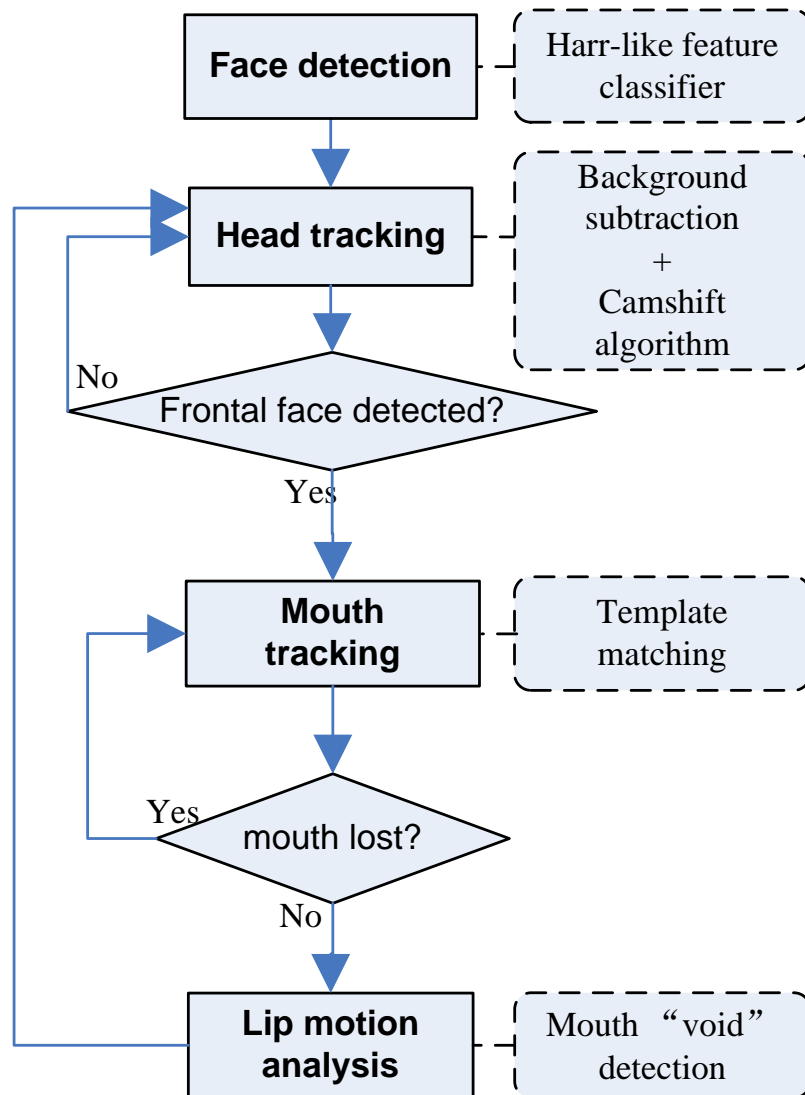 Face detection
Harr-like feature
classifier
Head tracking
Background
subtraction
+
Camshift
algorithm
No
Frontal face detected?
Yes
Mouth
tracking
Template
matching
Yes
mouth lost?
No
Lip motion
analysis
Mouth “void”
detection